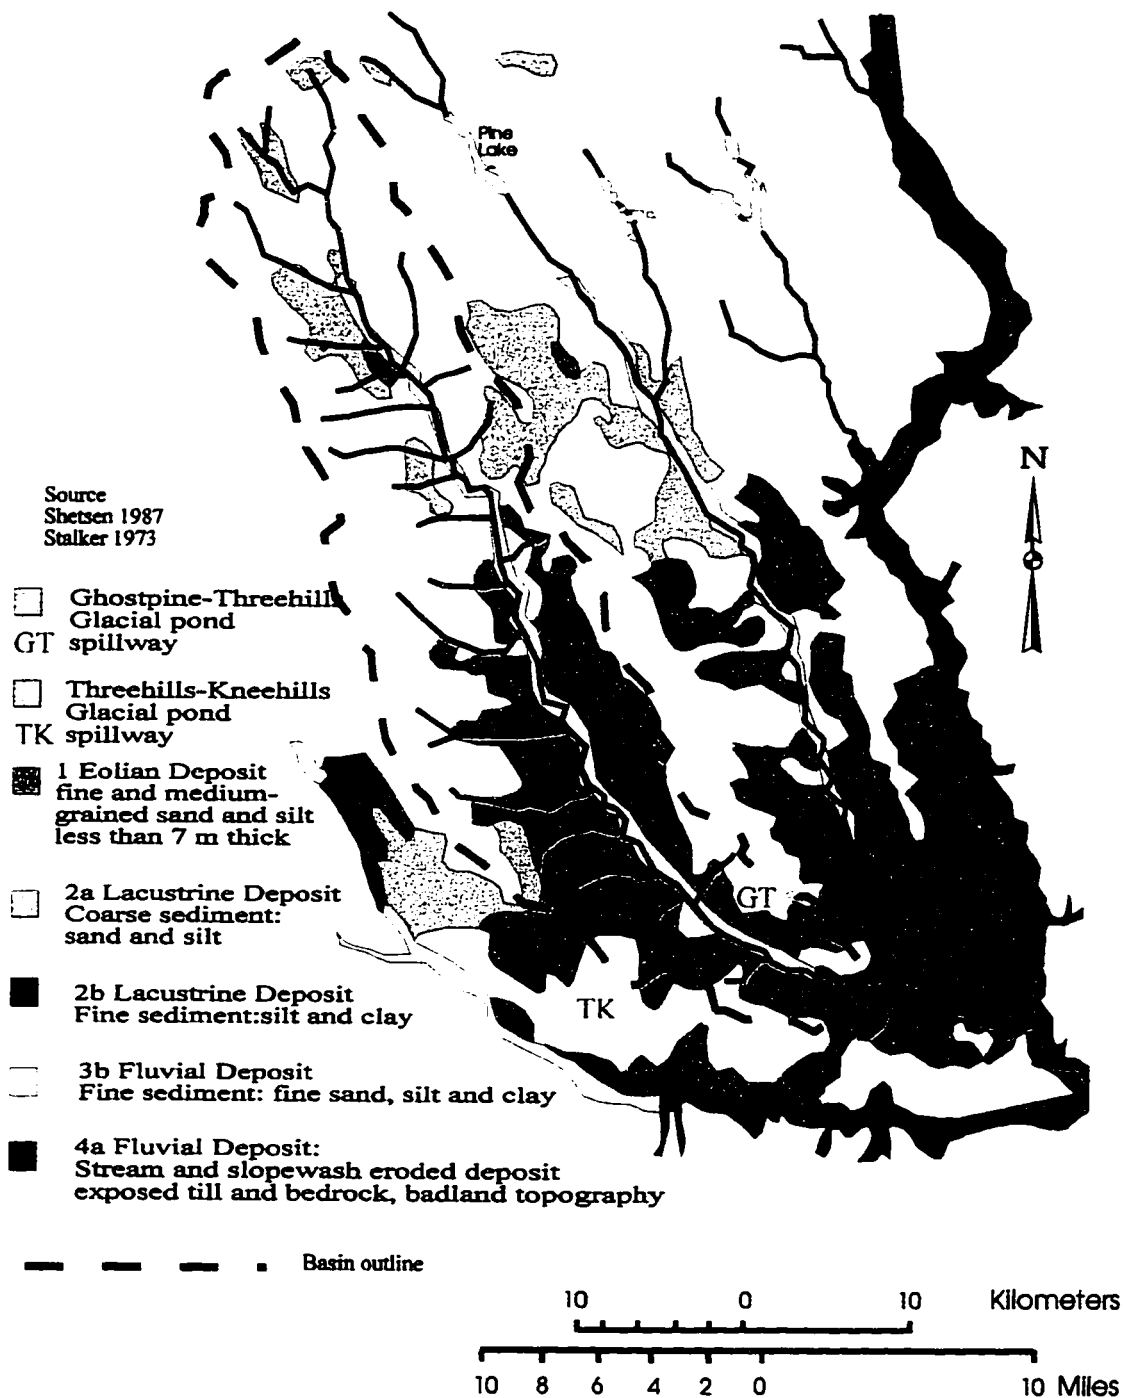 Pine
Lake
N
Source
Shetsen 1987
Stalker 1973
Ghostpine-Threehills
Glacial pond
GT spillway
Threehills-Kneehills
Glacial pond
TK spillway
1 Eolian Deposit
fine and medium-
grained sand and silt
less than 7 m thick
2a Lacustrine Deposit
Coarse sediment:
sand and silt
GT
2b Lacustrine Deposit
Fine sediment:silt and clay
TK
3b Fluvial Deposit
Fine sediment: fine sand, silt and clay
4a Fluvial Deposit:
Stream and slopewash eroded deposit
exposed till and bedrock, badland topography
Basin outline
10 0 10 Kilometers
10 8 6 4 2 0 10 Miles